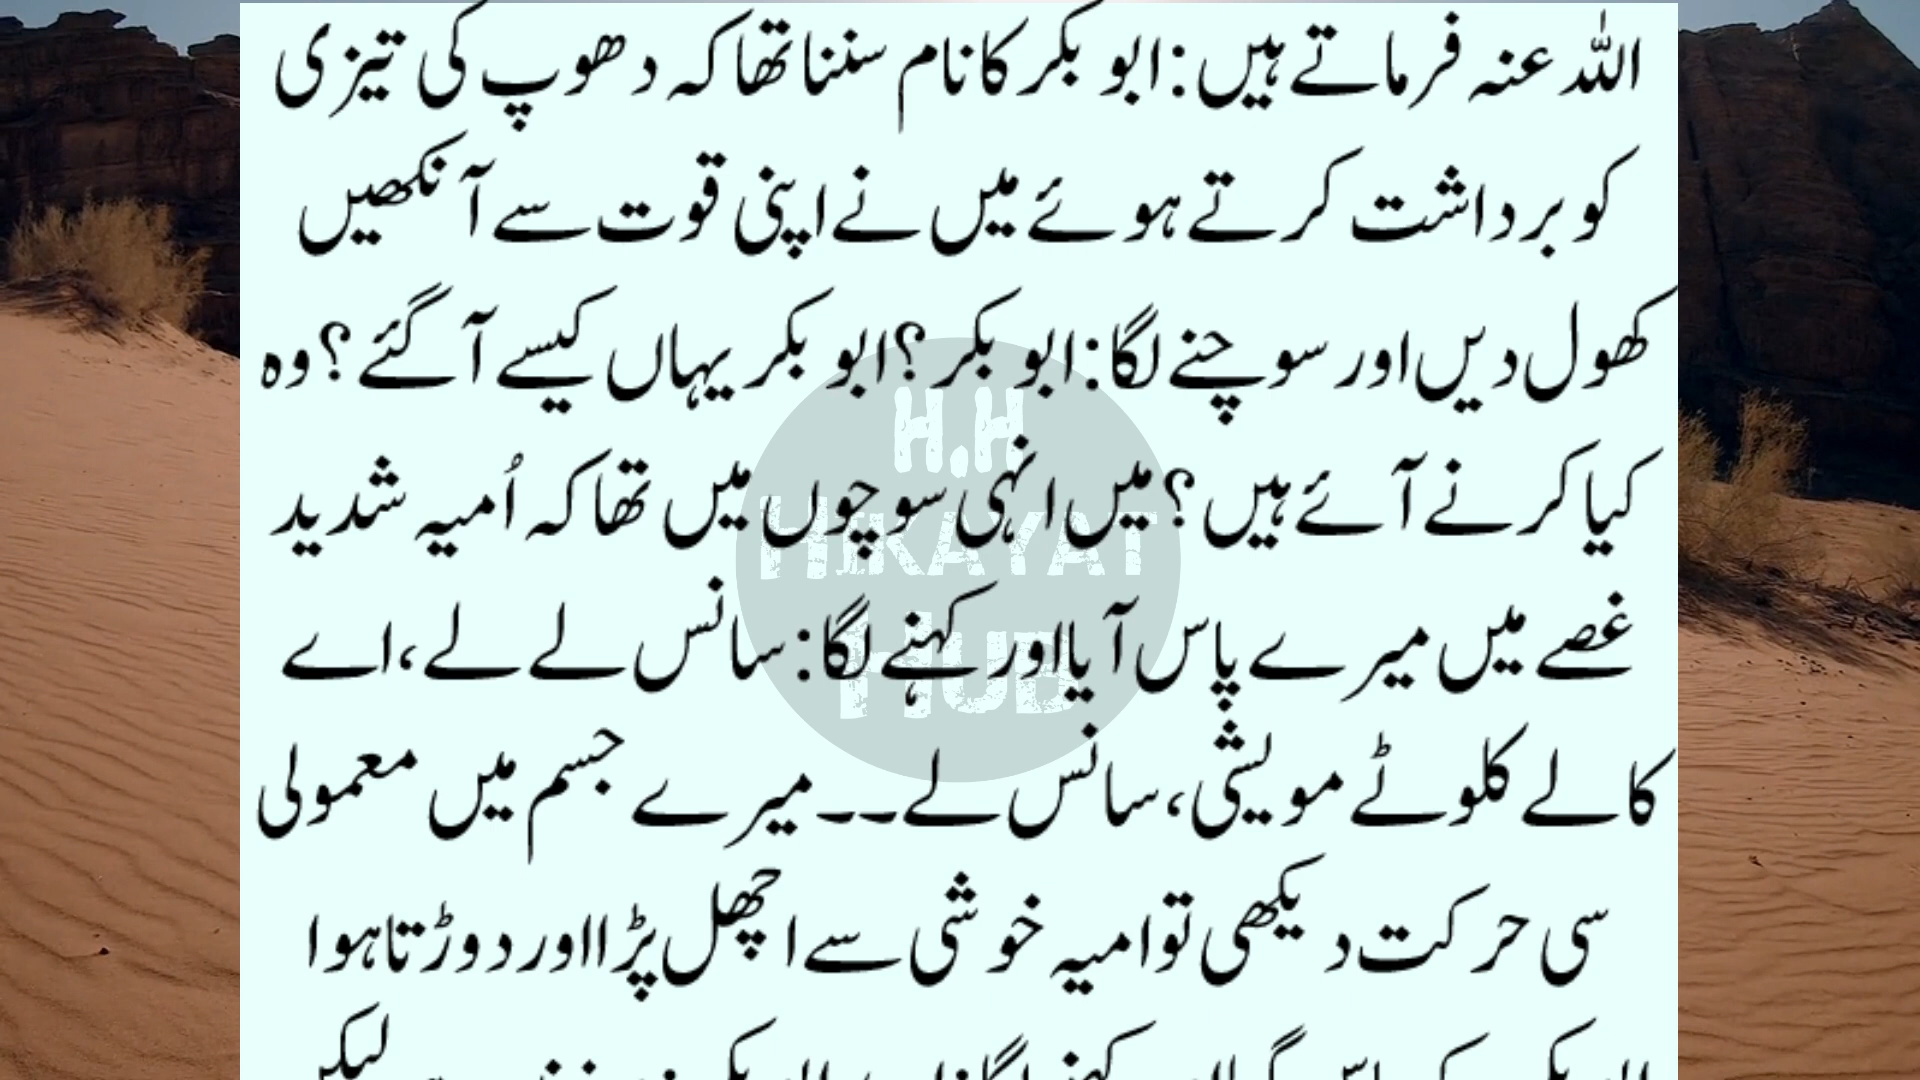 اللہ عنہ فرماتے ہیں: ابو بکر کا نام سننا تھا کہ دھوپ کی تیزی
کو برداشت کرتے ہوئے میں نے اپنی قوت سے آنکھیں
کھول دیں اور سوچنے لگا: ابو بکر؟ ابو بکر یہاں کیسے آگئے؟ وہ
کیا کرنے آئے ہیں؟ میں انہی سوچوں میں تھا کہ اُمیہ شدید
غصے میں میرے پاس آیا اور کہنے لگا: سانس لے لے، اے
کالے کلوٹے مویشی، سانس لے۔۔ میرے جسم میں معمولی
سی حرکت دیکھی تو امیہ خوشی سے اچھل پڑا اور دوڑتا ہوا
لیکن
H.H
HIKAYAT
HUB